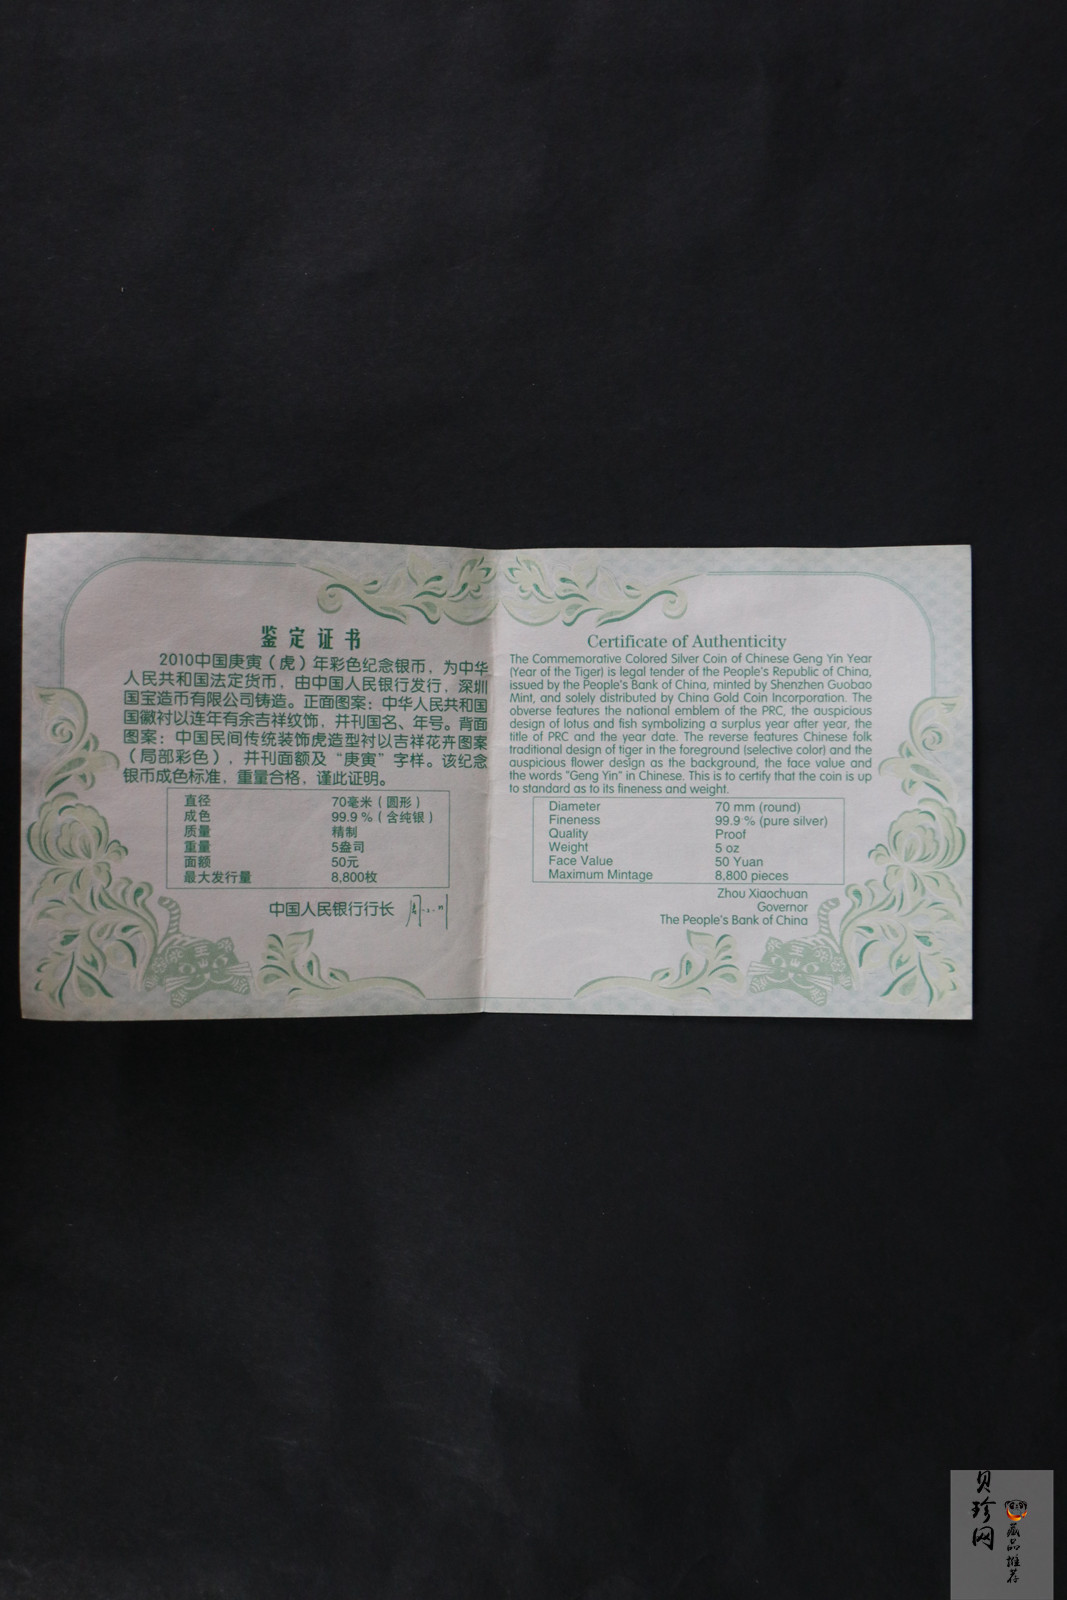 鉴定证书
2010中国庚寅（虎）年彩色纪念银币，为中华
人民共和国法定货币，由中国人民银行发行，深圳
国宝造币有限公司铸造。正面图案：中华人民共和国
国徽衬以连年有余吉祥纹饰，并刊国名、年号。背面
图案：中国民间传统装饰虎造型衬以吉祥花卉图案
（局部彩色），并刊面额及“庚寅”字样。该纪念
银币成色标准，重量合格，谨此证明。
直径 70毫米（圆形）
成色 99.9 %（含纯银）
质量 精制
重量 5盎司
面额 50元
最大发行量 8,800枚
中国人民银行行长
Certificate of Authenticity
The Commemorative Colored Silver Coin of Chinese Geng Yin Year
(Year of the Tiger) is legal tender of the People's Republic of China,
issued by the People's Bank of China, minted by Shenzhen Guobao
Mint, and solely distributed by China Gold Coin Incorporation. The
obverse features the national emblem of the PRC, the auspicious
design of lotus and fish symbolizing a surplus year after year, the
title of PRC and the year date. The reverse features Chinese folk
traditional design of tiger in the foreground (selective color) and the
auspicious flower design as the background, the face value and
the words "Geng Yin" in Chinese. This is to certify that the coin is up
to standard as to its fineness and weight.
Diameter 70 mm (round)
Fineness 99.9 % (pure silver)
Quality Proof
Weight 5 oz
Face Value 50 Yuan
Maximum Mintage 8,800 pieces
Zhou Xiaochuan
Governor
The People's Bank of China
贝珍网
藏品推荐